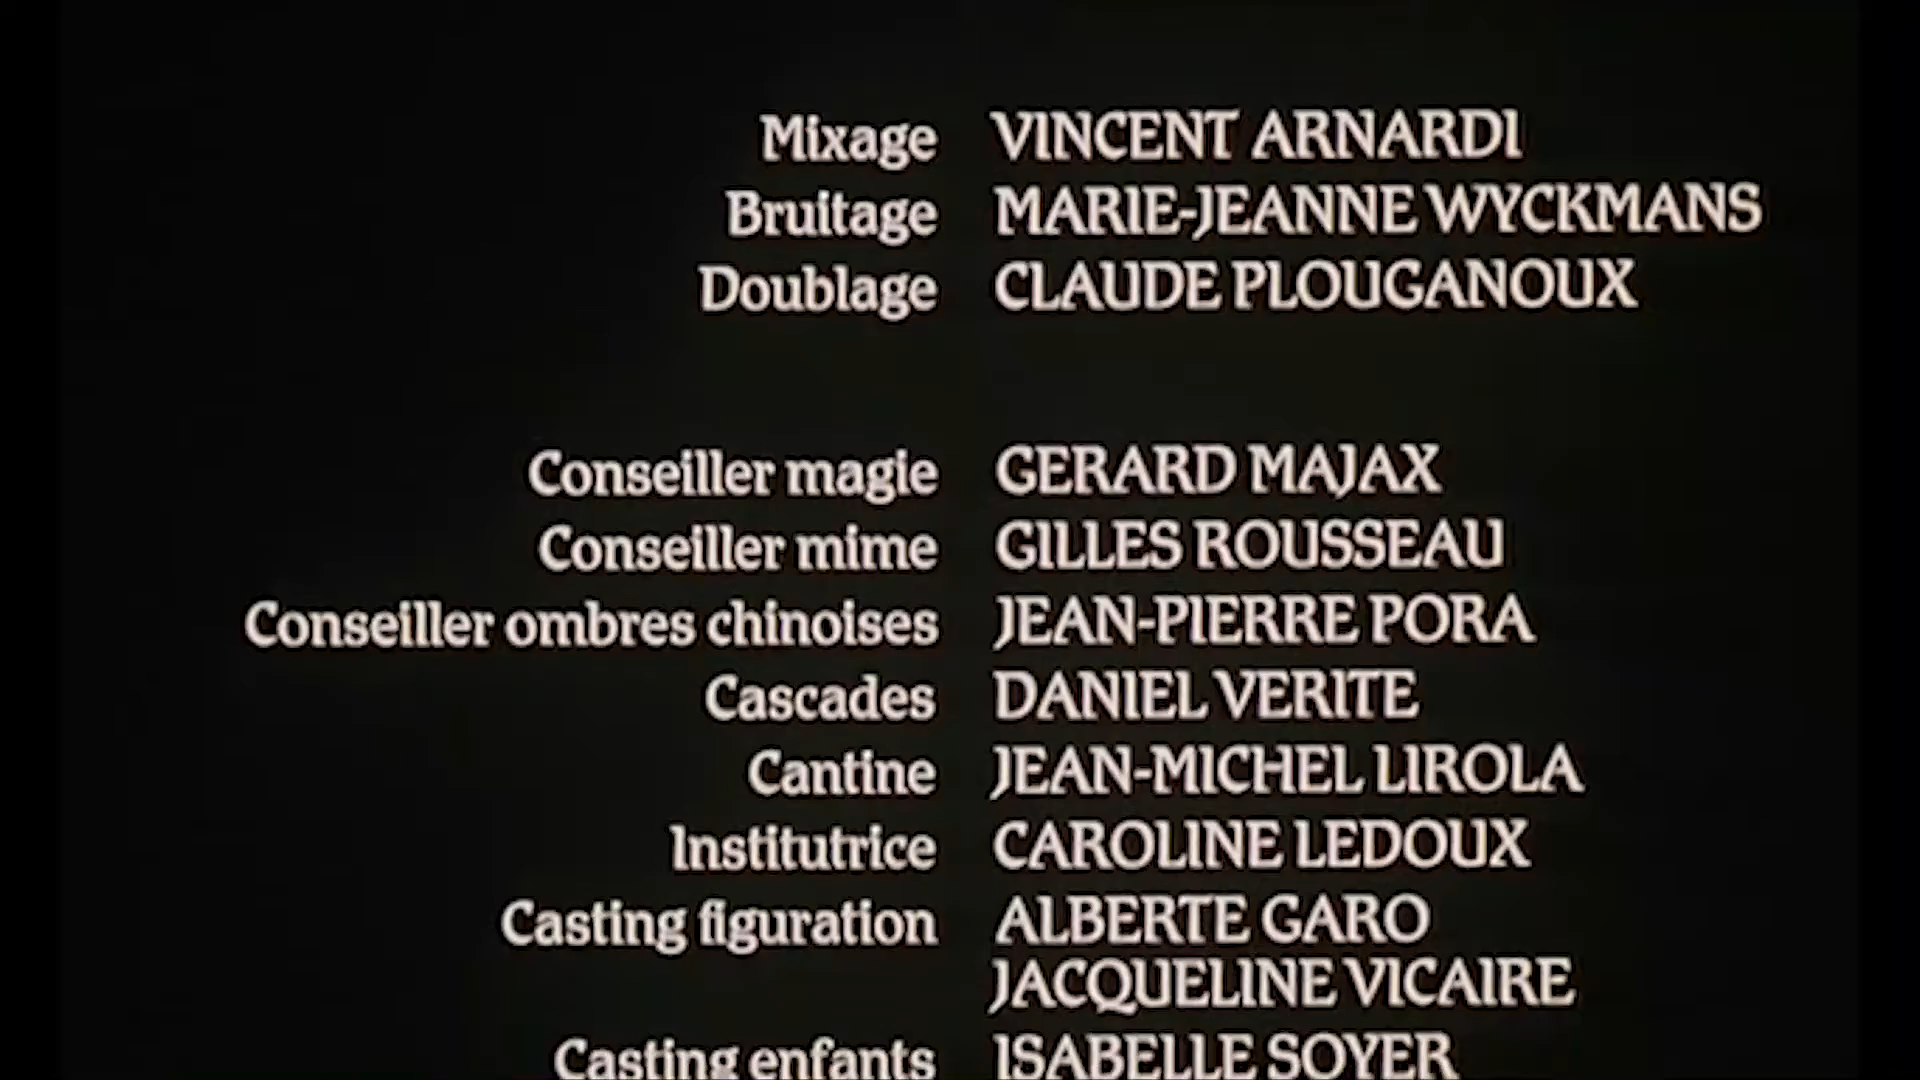 Mixage VINCENT ARNARDI
Bruitage MARIE-JEANNE WYCKMANS
Doublage CLAUDE PLOUGANOUX
Conseiller magie GERARD MAJAX
Conseiller mime GILLES ROUSSEAU
Conseiller ombres chinoises JEAN-PIERRE PORA
Cascades DANIEL VERITE
Cantine JEAN-MICHEL LIROLA
Institutrice CAROLINE LEDOUX
Casting figuration ALBERTE GARO
JACQUELINE VICAIRE
Casting enfants ISABELLE SOYER